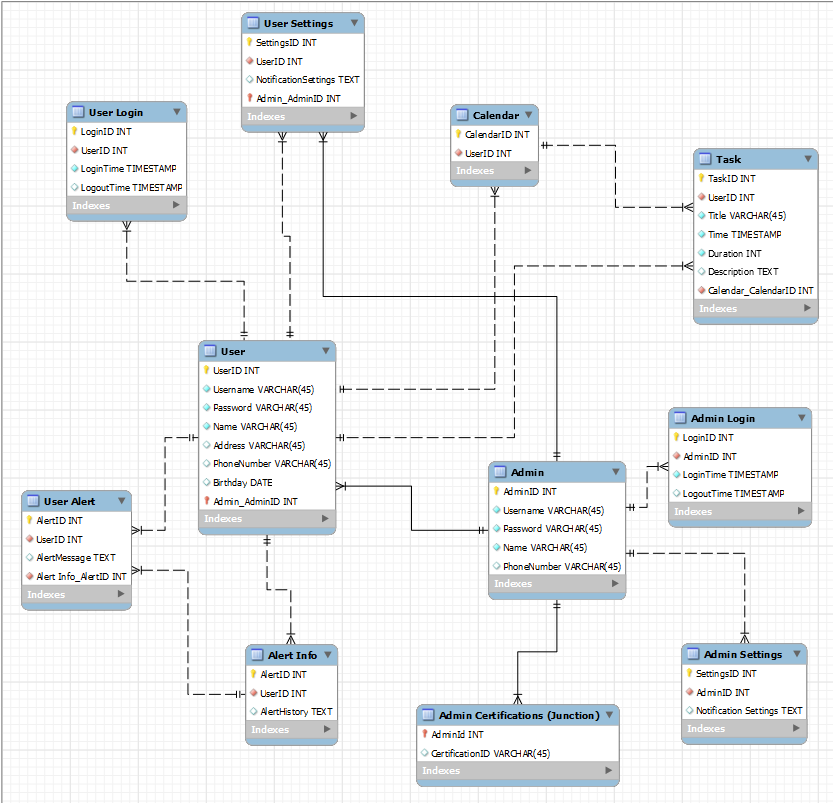 User Settings
SettingsID INT
UserID INT
NotificationSettings TEXT
Admin_AdminID INT
Indexes
User Login
LoginID INT
UserID INT
LoginTime TIMESTAMP
LogoutTime TIMESTAMP
Indexes
Calendar
CalendarID INT
UserID INT
Indexes
Task
TaskID INT
UserID INT
Title VARCHAR(45)
Time TIMESTAMP
Duration INT
Description TEXT
Calendar_CalendarID INT
Indexes
User
UserID INT
Username VARCHAR(45)
Password VARCHAR(45)
Name VARCHAR(45)
Address VARCHAR(45)
PhoneNumber VARCHAR(45)
Birthday DATE
Admin_AdminID INT
Indexes
Admin
AdminID INT
Username VARCHAR(45)
Password VARCHAR(45)
Name VARCHAR(45)
PhoneNumber VARCHAR(45)
Indexes
Admin Login
LoginID INT
AdminID INT
LoginTime TIMESTAMP
LogoutTime TIMESTAMP
Indexes
User Alert
AlertID INT
UserID INT
AlertMessage TEXT
Alert Info_AlertID INT
Indexes
Alert Info
AlertID INT
UserID INT
AlertHistory TEXT
Indexes
Admin Certifications (Junction)
AdminId INT
CertificationID VARCHAR(45)
Indexes
Admin Settings
SettingsID INT
AdminID INT
Notification Settings TEXT
Indexes